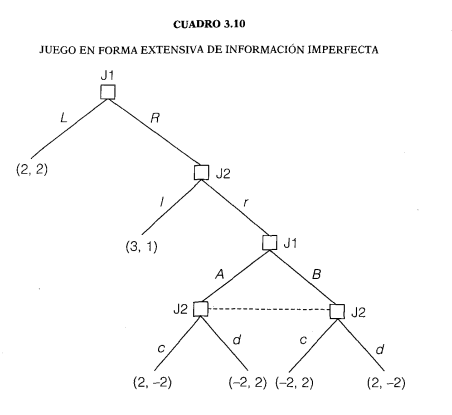 CUADRO 3.10
JUEGO EN FORMA EXTENSIVA DE INFORMACIÓN IMPERFECTA
J1
L R
(2, 2) J2
l r
(3, 1) J1
A B
J2 J2
c d c d
(2, –2) (–2, 2) (–2, 2) (2, –2)